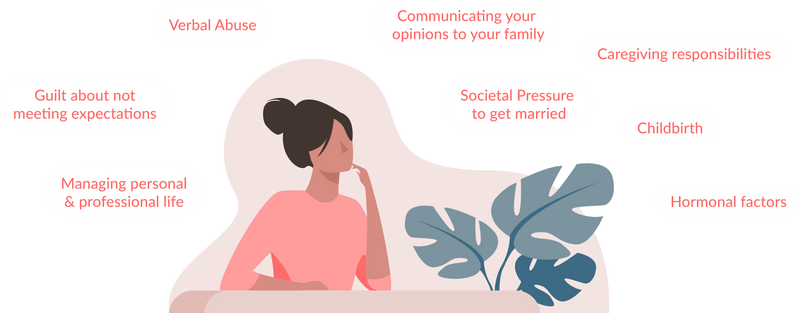 Verbal Abuse
Communicating your
opinions to your family
Caregiving responsibilities
Guilt about not
meeting expectations
Societal Pressure
to get married
Childbirth
Managing personal
& professional life
Hormonal factors